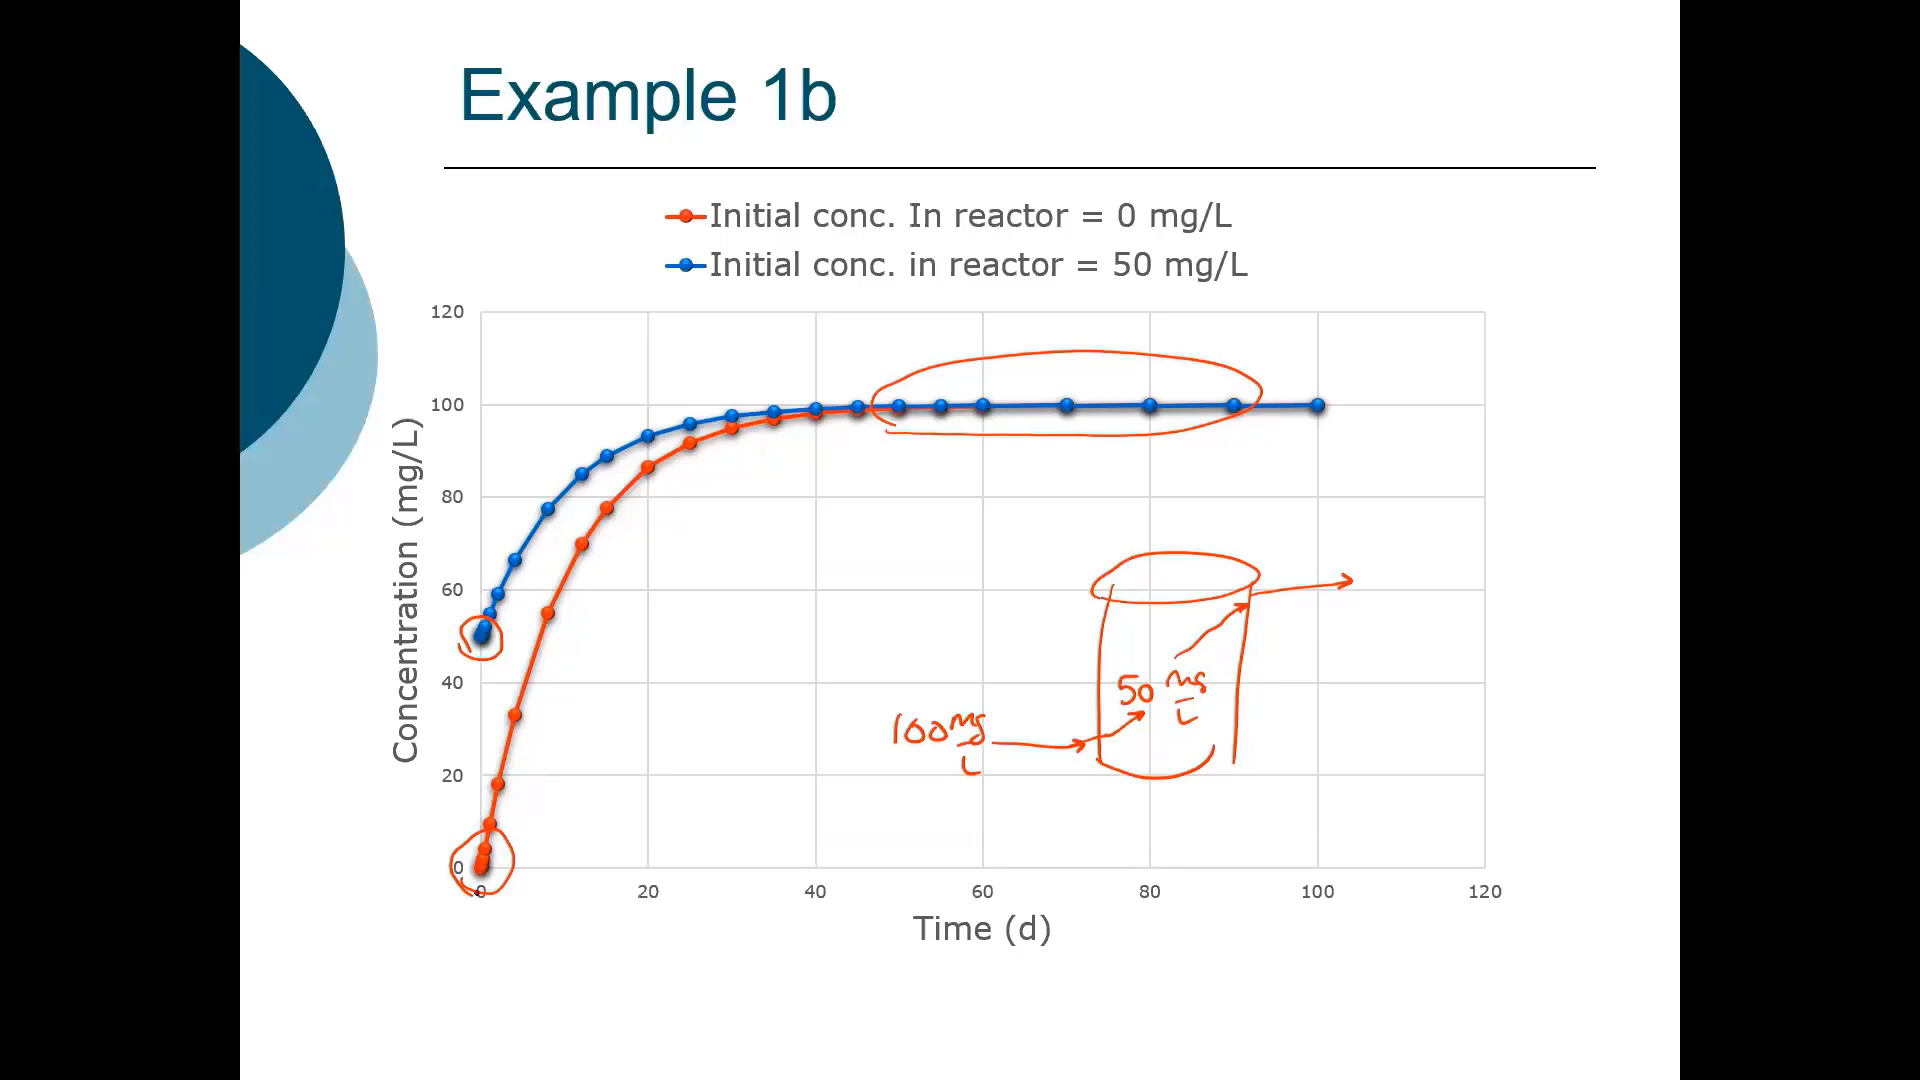 Example 1b
Initial conc. In reactor = 0 mg/L
Initial conc. in reactor = 50 mg/L
Concentration (mg/L)
120
100
80
60
40
20
0
0 20 40 60 80 100 120
Time (d)
50 mg/L
100 mg/L